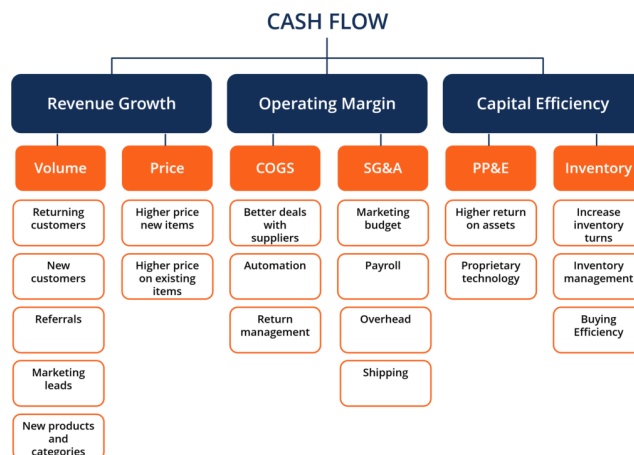 CASH FLOW
Revenue Growth
Operating Margin
Capital Efficiency
Volume
Price
COGS
SG&A
PP&E
Inventory
Returning
customers
New
customers
Referrals
Marketing
leads
New products
and
categories
Higher price
new items
Higher price
on existing
items
Better deals
with
suppliers
Automation
Return
management
Marketing
budget
Payroll
Overhead
Shipping
Higher return
on assets
Proprietary
technology
Increase
inventory
turns
Inventory
management
Buying
Efficiency